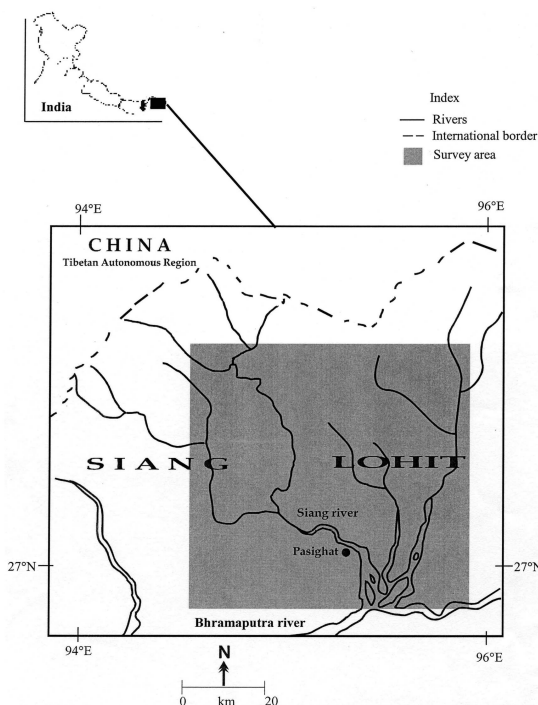 India
Index
Rivers
International border
Survey area
94°E
96°E
CHINA
Tibetan Autonomous Region
SIANG
LOHIT
Siang river
Pasighat
27°N
27°N
Bhramaputra river
94°E
96°E
N
0 km 20